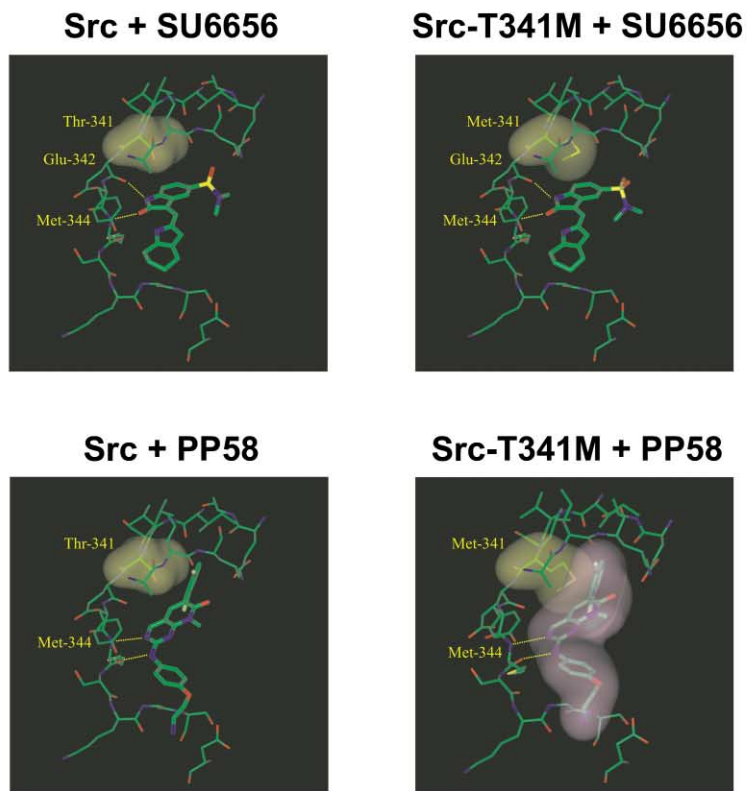 Src + SU6656
Src-T341M + SU6656
Thr-341
Glu-342
Met-344
Met-341
Glu-342
Met-344
Src + PP58
Src-T341M + PP58
Thr-341
Met-344
Met-341
Met-344